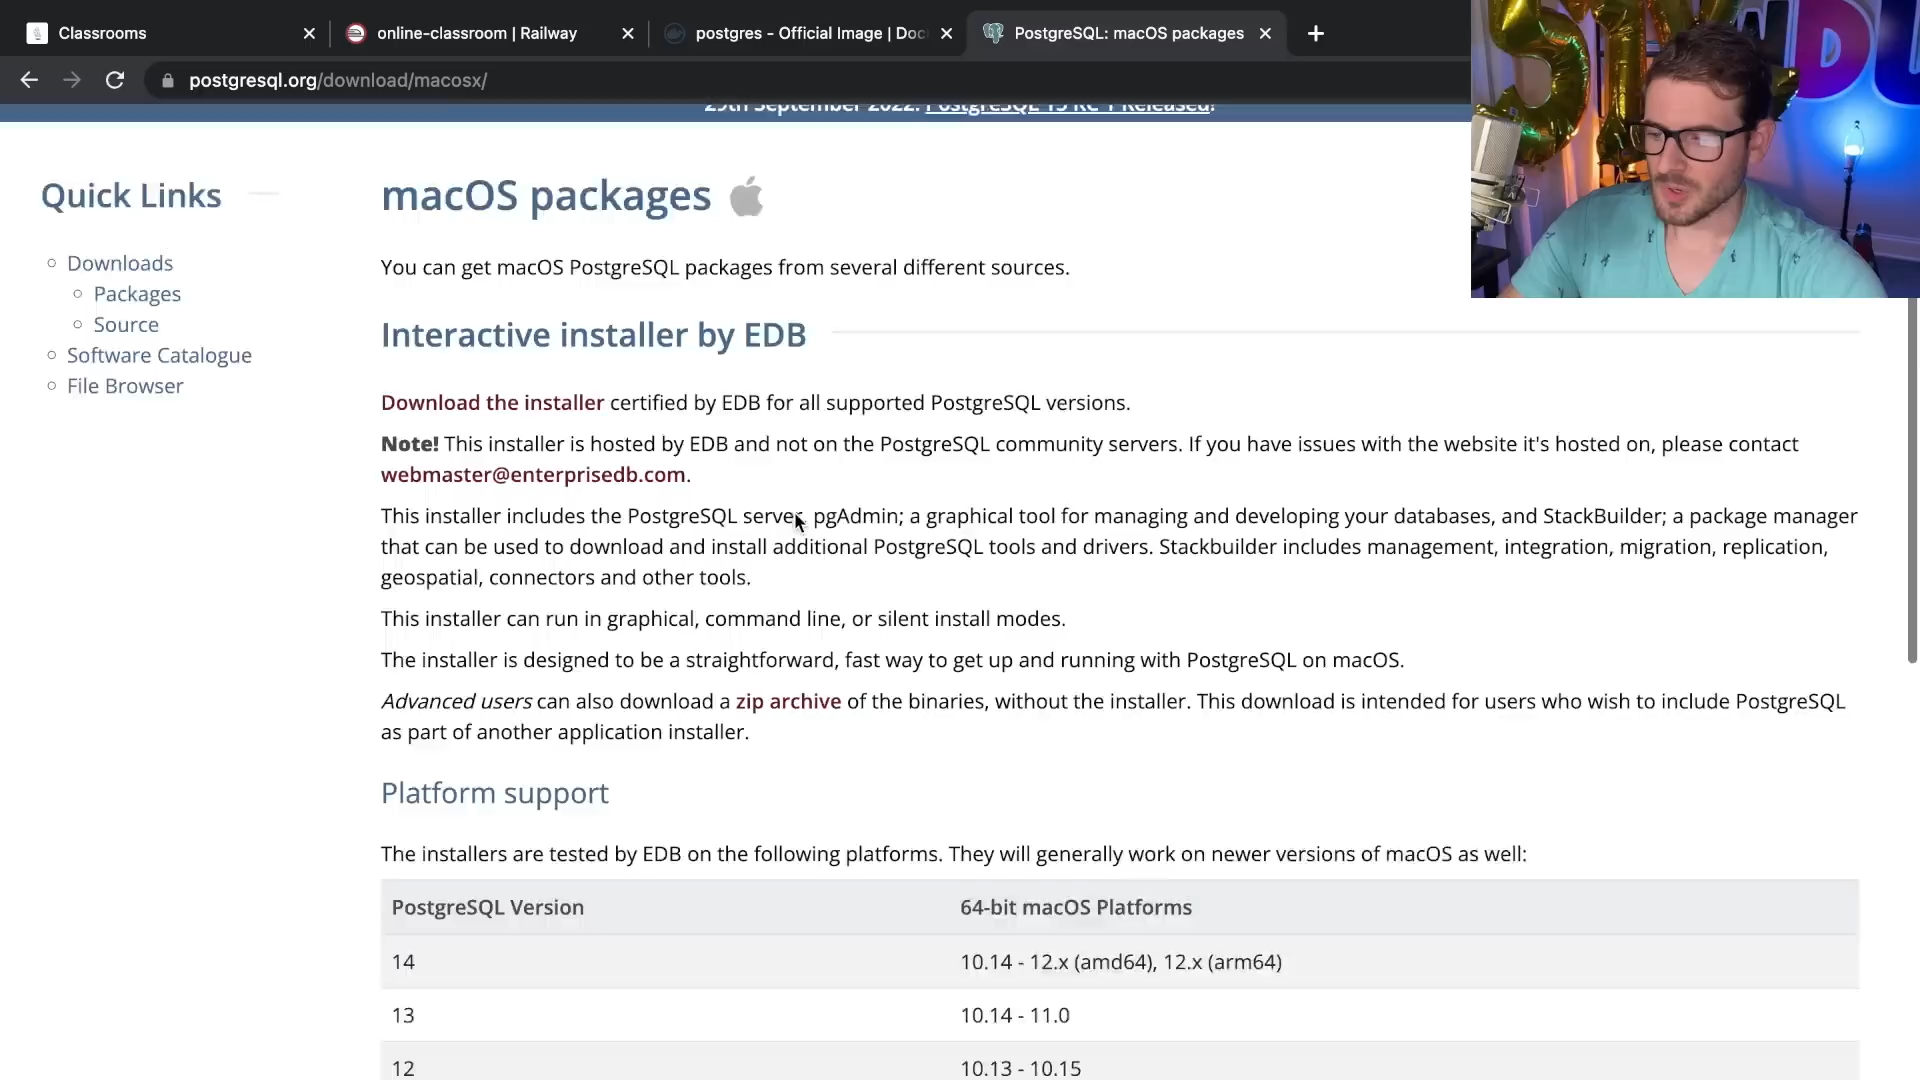 Classrooms
online-classroom | Railway
postgres - Official Image | Doc
PostgreSQL: macOS packages
postgresql.org/download/macosx/
29th September 2022: PostgreSQL 15 RC 1 Released!
Quick Links
Downloads
Packages
Source
Software Catalogue
File Browser
macOS packages
You can get macOS PostgreSQL packages from several different sources.
Interactive installer by EDB
Download the installer certified by EDB for all supported PostgreSQL versions.
Note! This installer is hosted by EDB and not on the PostgreSQL community servers. If you have issues with the website it's hosted on, please contact
webmaster@enterprisedb.com.
This installer includes the PostgreSQL server, pgAdmin; a graphical tool for managing and developing your databases, and StackBuilder; a package manager
that can be used to download and install additional PostgreSQL tools and drivers. Stackbuilder includes management, integration, migration, replication,
geospatial, connectors and other tools.
This installer can run in graphical, command line, or silent install modes.
The installer is designed to be a straightforward, fast way to get up and running with PostgreSQL on macOS.
Advanced users can also download a zip archive of the binaries, without the installer. This download is intended for users who wish to include PostgreSQL
as part of another application installer.
Platform support
The installers are tested by EDB on the following platforms. They will generally work on newer versions of macOS as well:
PostgreSQL Version 64-bit macOS Platforms
14 10.14 - 12.x (amd64), 12.x (arm64)
13 10.14 - 11.0
12 10.13 - 10.15